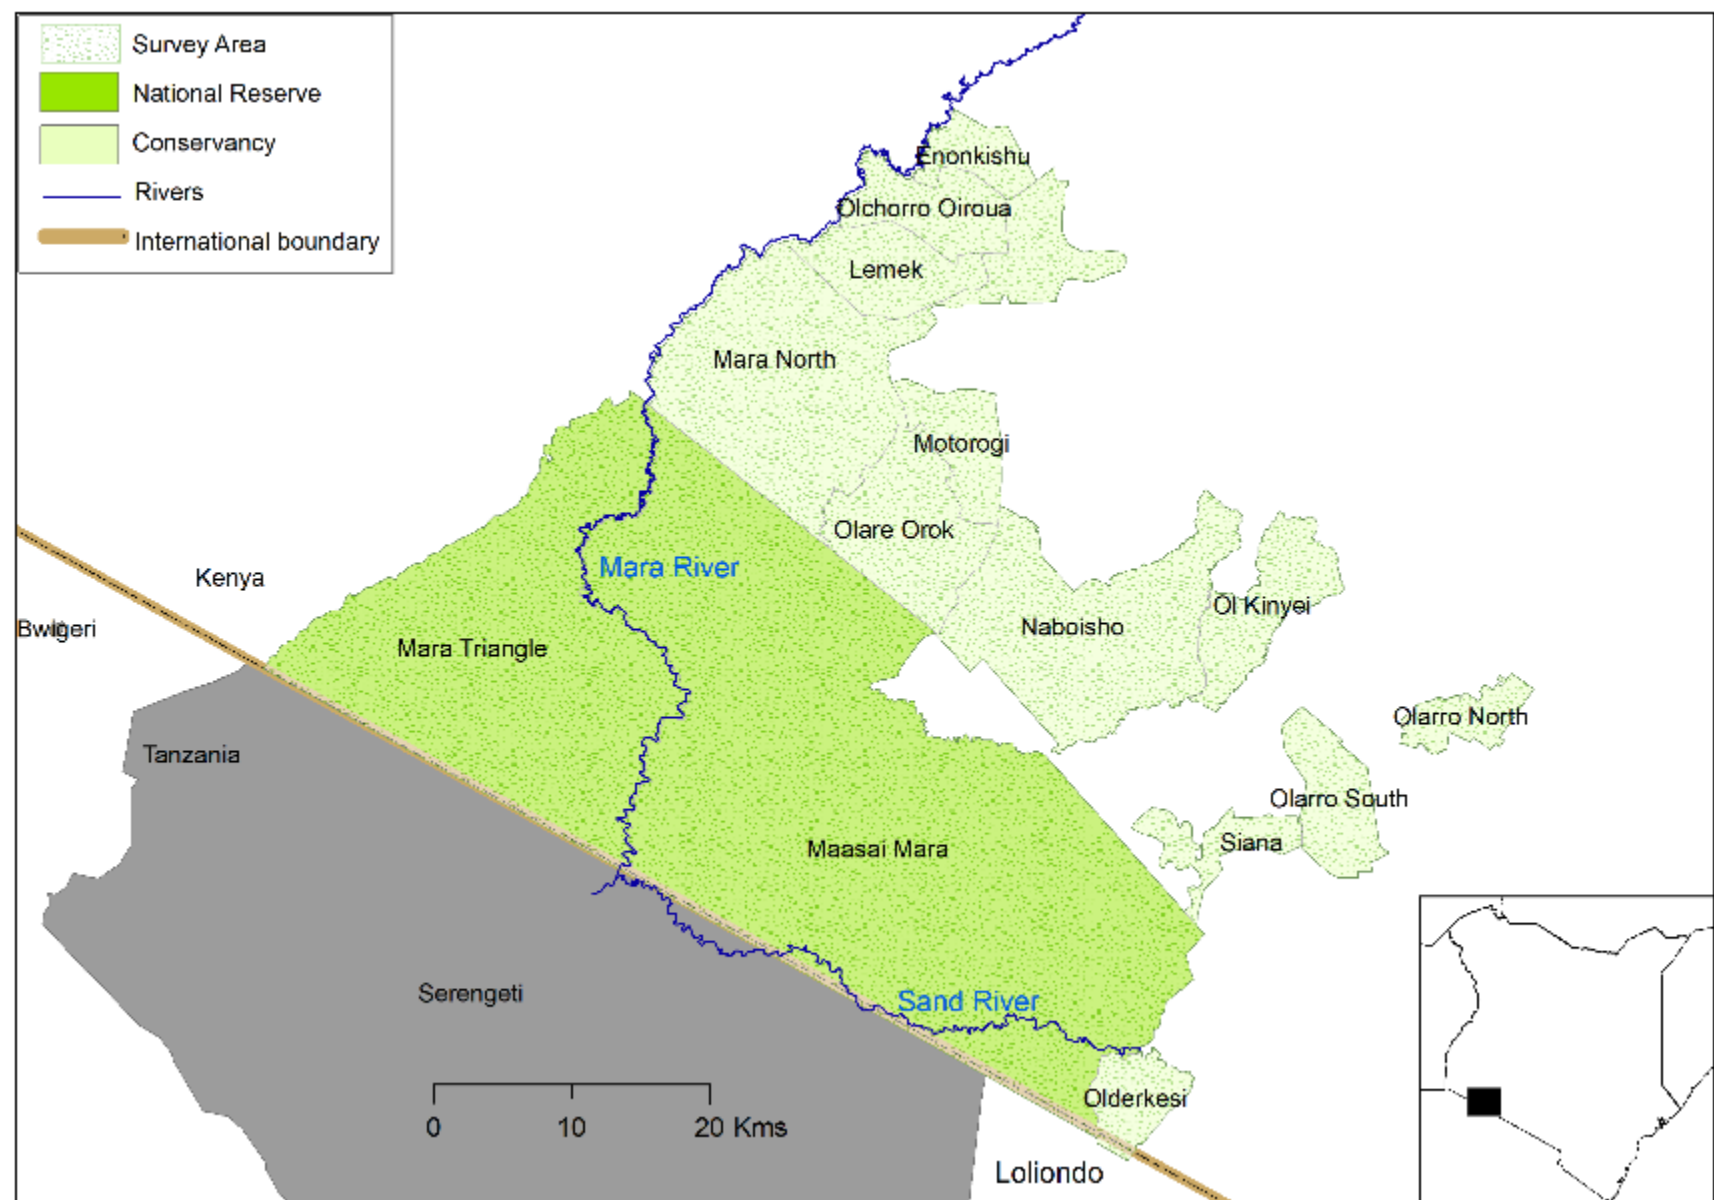 Survey Area
National Reserve
Conservancy
Rivers
International boundary
Enonkishu
Olchorro Oiroua
Lemek
Mara North
Motorogi
Olare Orok
Mara River
Kenya
Ol Kinyei
Bwigeri
Naboisho
Mara Triangle
Olarro North
Tanzania
Olarro South
Siana
Maasai Mara
Serengeti
Sand River
Olderkesi
0 10 20 Kms
Loliondo